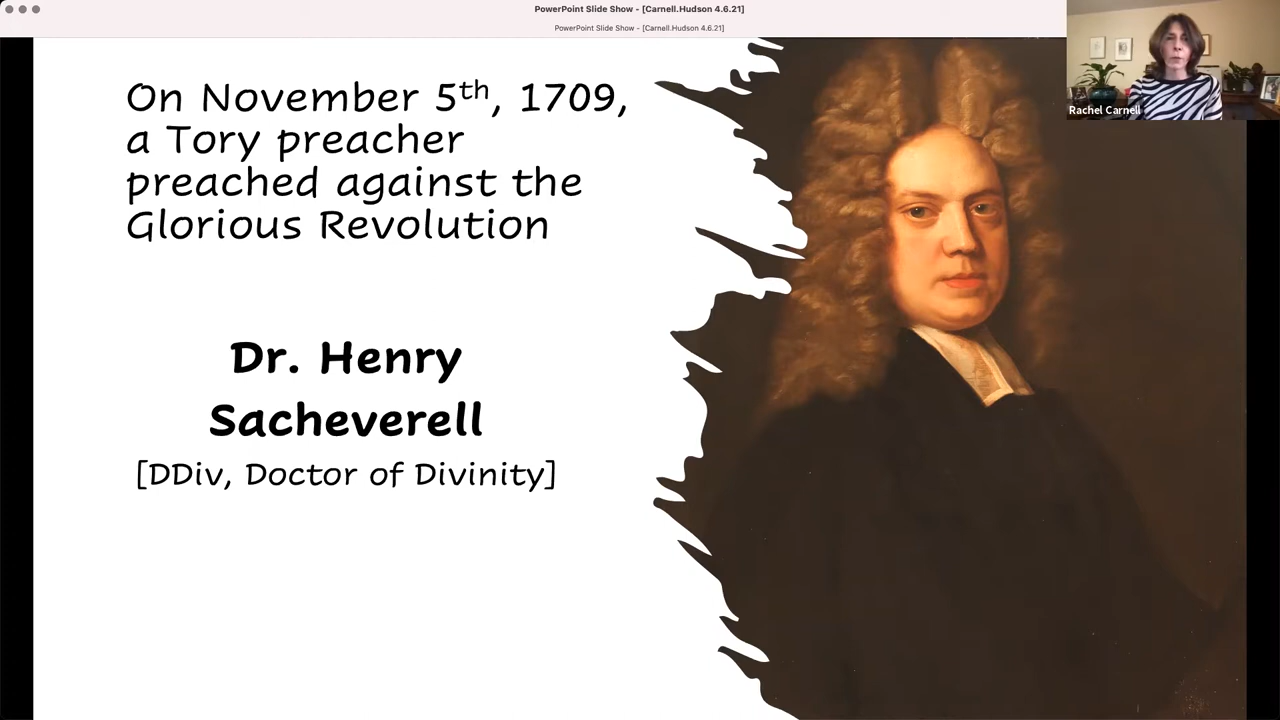 PowerPoint Slide Show - [Carnell.Hudson 4.6.21]
PowerPoint Slide Show - [Carnell.Hudson 4.6.21]
Rachel Carnell
On November 5th, 1709,
a Tory preacher
preached against the
Glorious Revolution
Dr. Henry
Sacheverell
[DDiv, Doctor of Divinity]